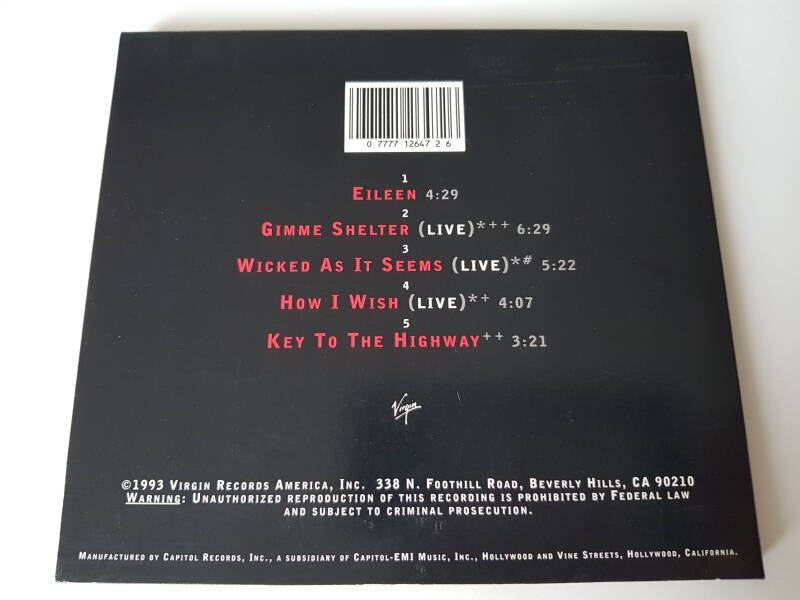 0 7777 12647 2 6
1
EILEEN 4:29
2
GIMME SHELTER (LIVE)*+++ 6:29
3
WICKED AS IT SEEMS (LIVE)*# 5:22
4
HOW I WISH (LIVE)*+ 4:07
5
KEY TO THE HIGHWAY++ 3:21
Virgin
©1993 VIRGIN RECORDS AMERICA, INC. 338 N. FOOTHILL ROAD, BEVERLY HILLS, CA 90210
WARNING: UNAUTHORIZED REPRODUCTION OF THIS RECORDING IS PROHIBITED BY FEDERAL LAW
AND SUBJECT TO CRIMINAL PROSECUTION.
MANUFACTURED BY CAPITOL RECORDS, INC., A SUBSIDIARY OF CAPITOL-EMI MUSIC, INC., HOLLYWOOD AND VINE STREETS, HOLLYWOOD, CALIFORNIA.